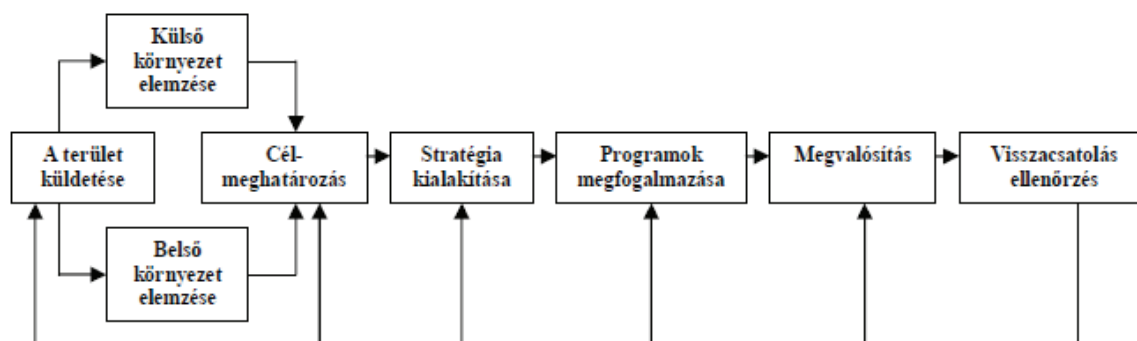 Külső
környezet
elemzése
A terület
küldetése
Belső
környezet
elemzése
Cél-
meghatározás
Stratégia
kialakítása
Programok
megfogalmazása
Megvalósítás
Visszacsatolás
ellenőrzés